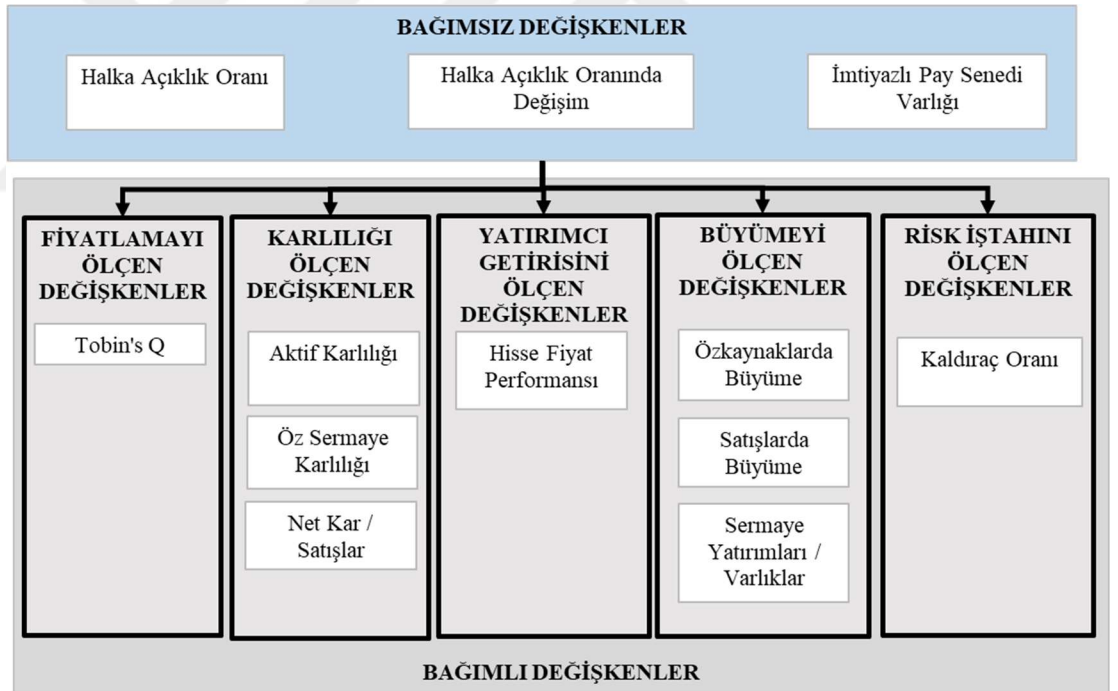 BAĞIMSIZ DEĞİŞKENLER
Halka Açıklık Oranı
Halka Açıklık Oranında
Değişim
İmtiyazlı Pay Senedi
Varlığı
FİYATLAMAYI
ÖLÇEN
DEĞİŞKENLER
Tobin's Q
KARLILIĞI
ÖLÇEN
DEĞİŞKENLER
Aktif Karlılığı
Öz Sermaye
Karlılığı
Net Kar /
Satışlar
YATIRIMCI
GETİRİSİNİ
ÖLÇEN
DEĞİŞKENLER
Hisse Fiyat
Performansı
BÜYÜMEYİ
ÖLÇEN
DEĞİŞKENLER
Özkaynaklarda
Büyüme
Satışlarda
Büyüme
Sermaye
Yatırımları /
Varlıklar
RİSK İŞTAHINI
ÖLÇEN
DEĞİŞKENLER
Kaldıraç Oranı
BAĞIMLI DEĞİŞKENLER